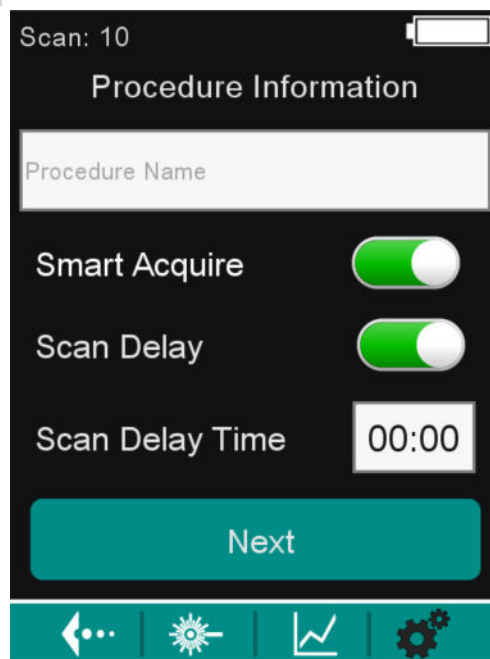 Scan: 10
Procedure Information
Procedure Name
Smart Acquire
Scan Delay
Scan Delay Time 00:00
Next